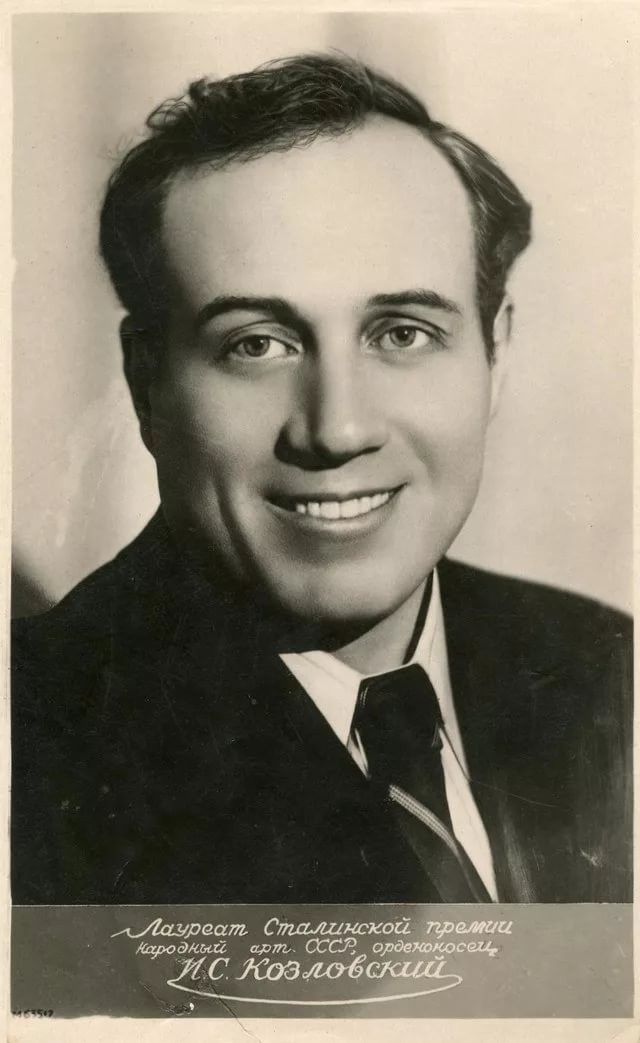 Лауреат Сталинской премии
народный арт. СССР, орденоносец,
И.С. Козловский